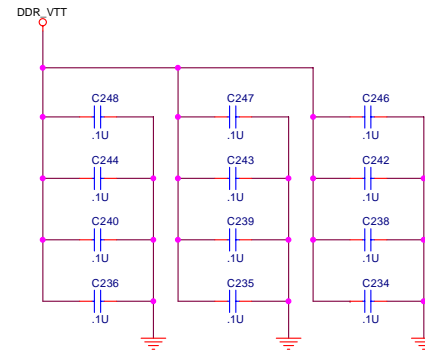 DDR_VTT
C248 C247 C246
.1U .1U .1U
C244 C243 C242
.1U .1U .1U
C240 C239 C238
.1U .1U .1U
C236 C235 C234
.1U .1U .1U